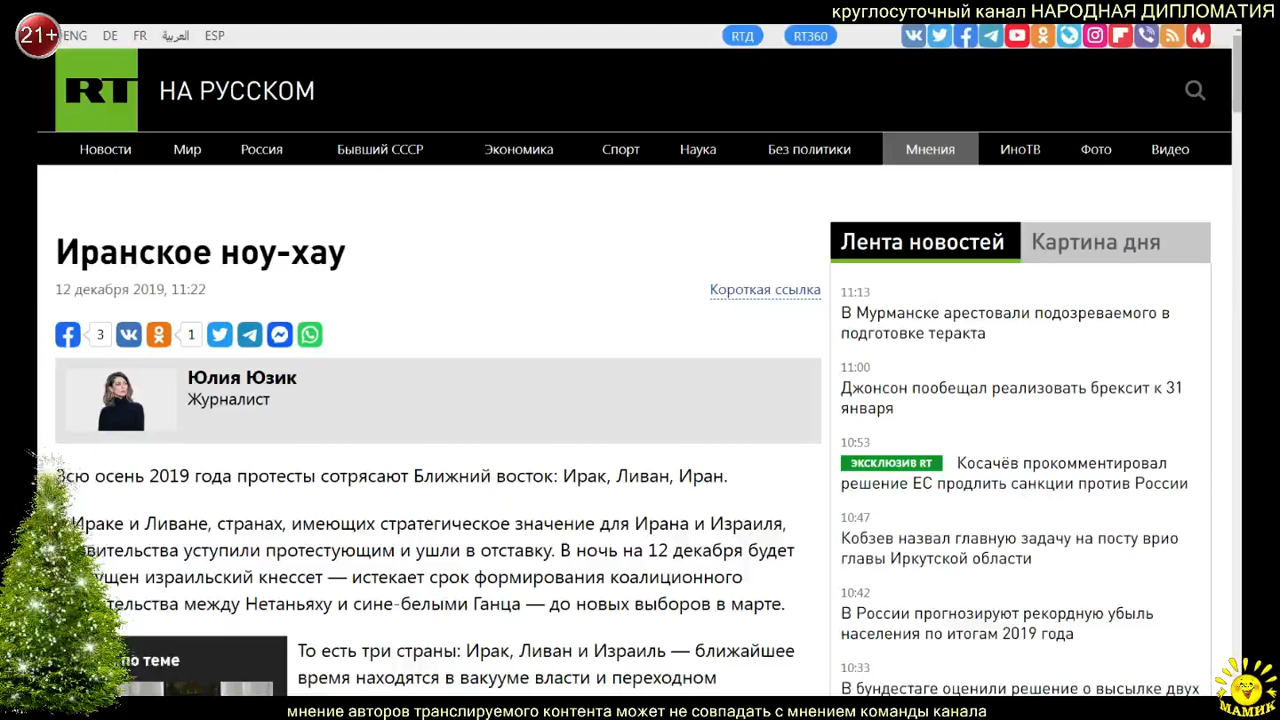 круглосуточный канал НАРОДНАЯ ДИПЛОМАТИЯ
21+
ENG DE FR العربية ESP
РТД RT360
RT НА РУССКОМ
Новости Мир Россия Бывший СССР Экономика Спорт Наука Без политики Мнения ИноТВ Фото Видео
Иранское ноу-хау
12 декабря 2019, 11:22
Короткая ссылка
3
1
Юлия Юзик
Журналист
Всю осень 2019 года протесты сотрясают Ближний восток: Ирак, Ливан, Иран.
Ираке и Ливане, странах, имеющих стратегическое значение для Ирана и Израиля,
вительства уступили протестующим и ушли в отставку. В ночь на 12 декабря будет
ущен израильский кнессет — истекает срок формирования коалиционного
тельства между Нетаньяху и сине-белыми Ганца — до новых выборов в марте.
по теме
То есть три страны: Ирак, Ливан и Израиль — ближайшее
время находятся в вакууме власти и переходном
Лента новостей
Картина дня
11:13
В Мурманске арестовали подозреваемого в
подготовке теракта
11:00
Джонсон пообещал реализовать брексит к 31
января
10:53
ЭКСКЛЮЗИВ RT Косачёв прокомментировал
решение ЕС продлить санкции против России
10:47
Кобзев назвал главную задачу на посту врио
главы Иркутской области
10:42
В России прогнозируют рекордную убыль
населения по итогам 2019 года
10:33
В бундестаге оценили решение о высылке двух
МАМИК
мнение авторов транслируемого контента может не совпадать с мнением команды канала